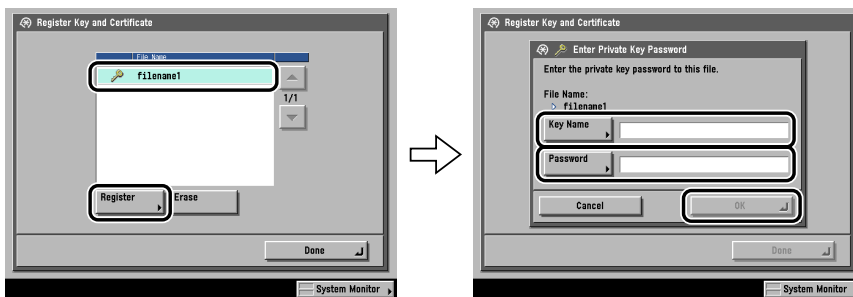 Register Key and Certificate
File Name
filename1
1/1
Register
Erase
Done
System Monitor
Register Key and Certificate
Enter Private Key Password
Enter the private key password to this file.
File Name:
filename1
Key Name
Password
Cancel
OK
Done
System Monitor